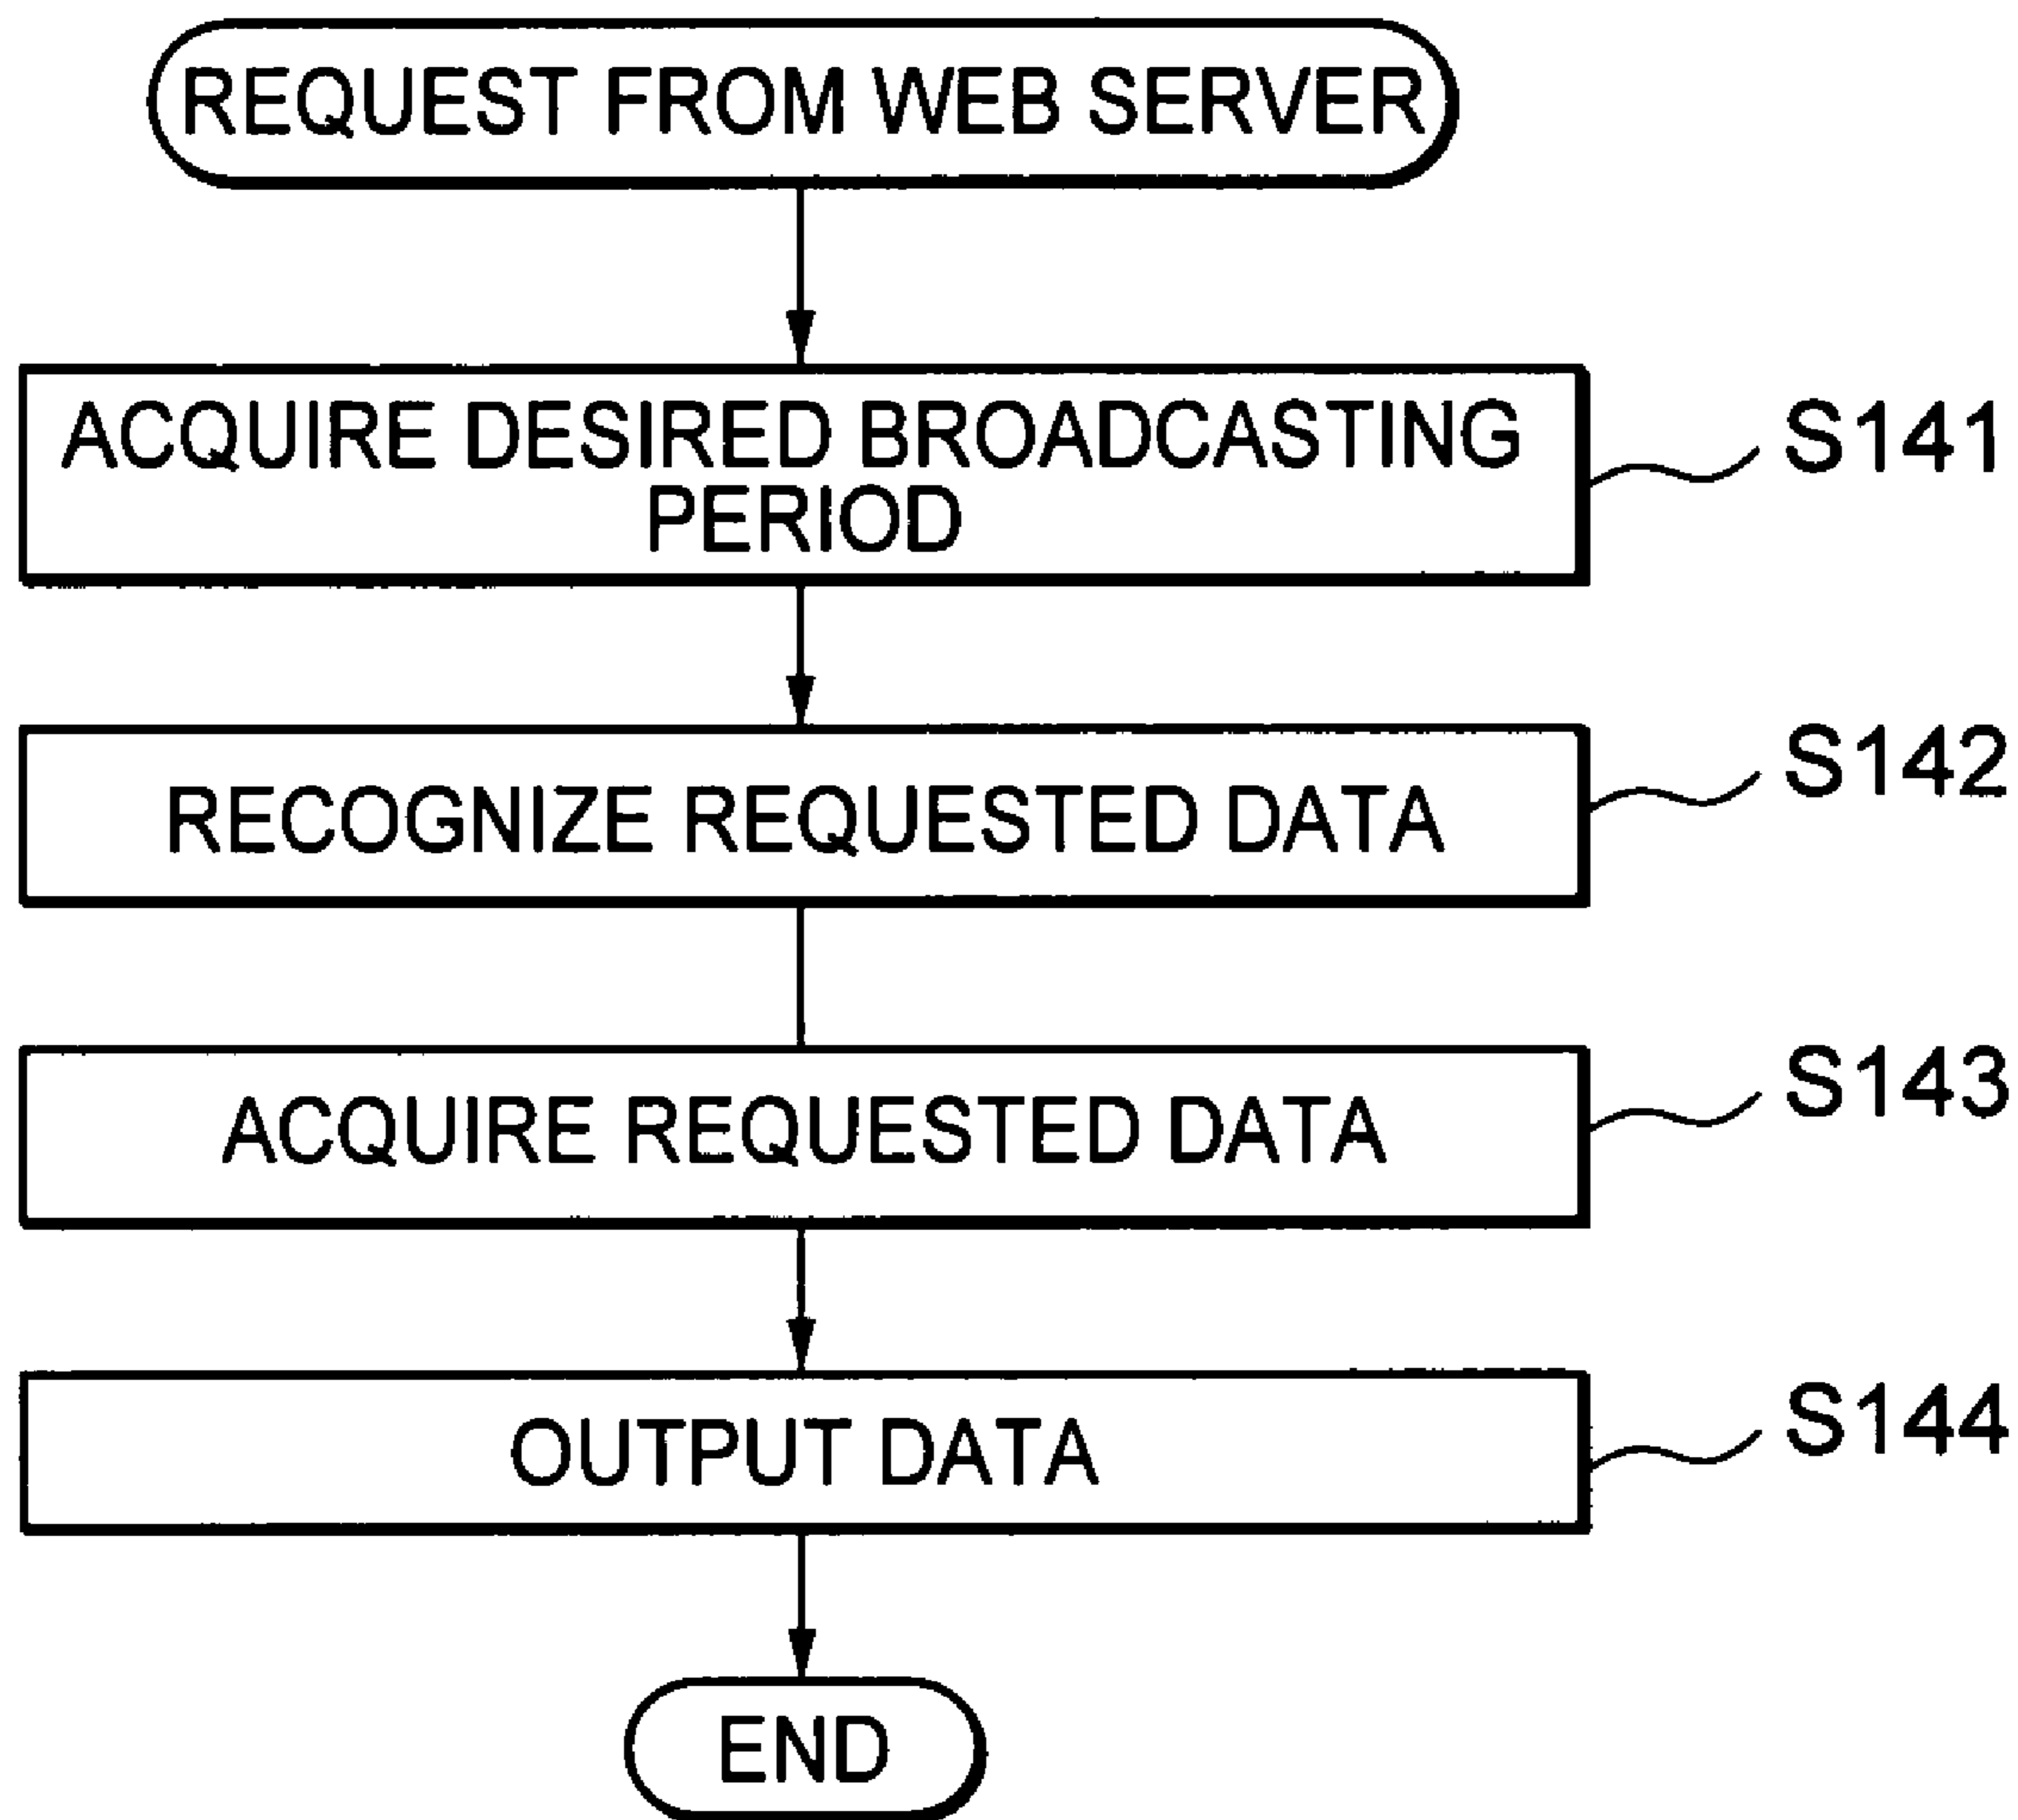 REQUEST FROM WEB SERVER
ACQUIRE DESIRED BROADCASTING
PERIOD
S141
RECOGNIZE REQUESTED DATA
S142
ACQUIRE REQUESTED DATA
S143
OUTPUT DATA
S144
END